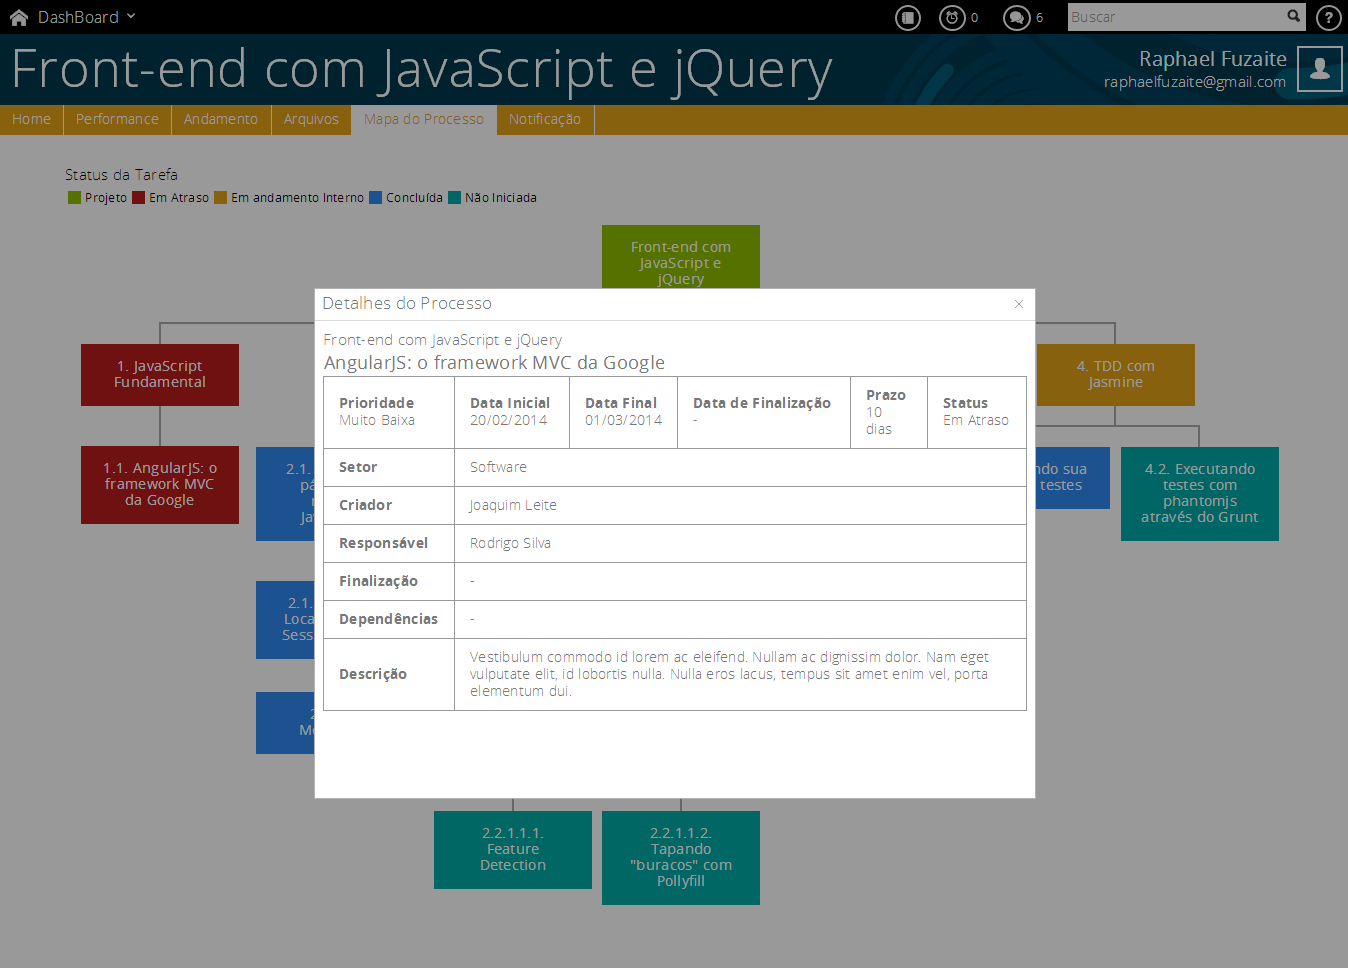 DashBoard
0
6
Buscar
?
Front-end com JavaScript e jQuery
Raphael Fuzaite
raphaelfuzaite@gmail.com
Home
Performance
Andamento
Arquivos
Mapa do Processo
Notificação
Status da Tarefa
Projeto
Em Atraso
Em andamento Interno
Concluída
Não Iniciada
Front-end com
JavaScript e
jQuery
Detalhes do Processo
Front-end com JavaScript e jQuery
AngularJS: o framework MVC da Google
Prioridade
Muito Baixa
Data Inicial
20/02/2014
Data Final
01/03/2014
Data de Finalização
-
Prazo
10
dias
Status
Em Atraso
Setor
Software
Criador
Joaquim Leite
Responsável
Rodrigo Silva
Finalização
-
Dependências
-
Descrição
Vestibulum commodo id lorem ac eleifend. Nullam ac dignissim dolor. Nam eget
vulputate elit, id lobortis nulla. Nulla eros lacus, tempus sit amet enim vel, porta
elementum dui.
1. JavaScript
Fundamental
4. TDD com
Jasmine
1.1. AngularJS: o
framework MVC
da Google
2.1.
sua
testes
4.2. Executando
testes com
phantomjs
através do Grunt
2.1.
2.2.1.1.1.
Feature
Detection
2.2.1.1.2.
Tapando
"buracos" com
Pollyfill